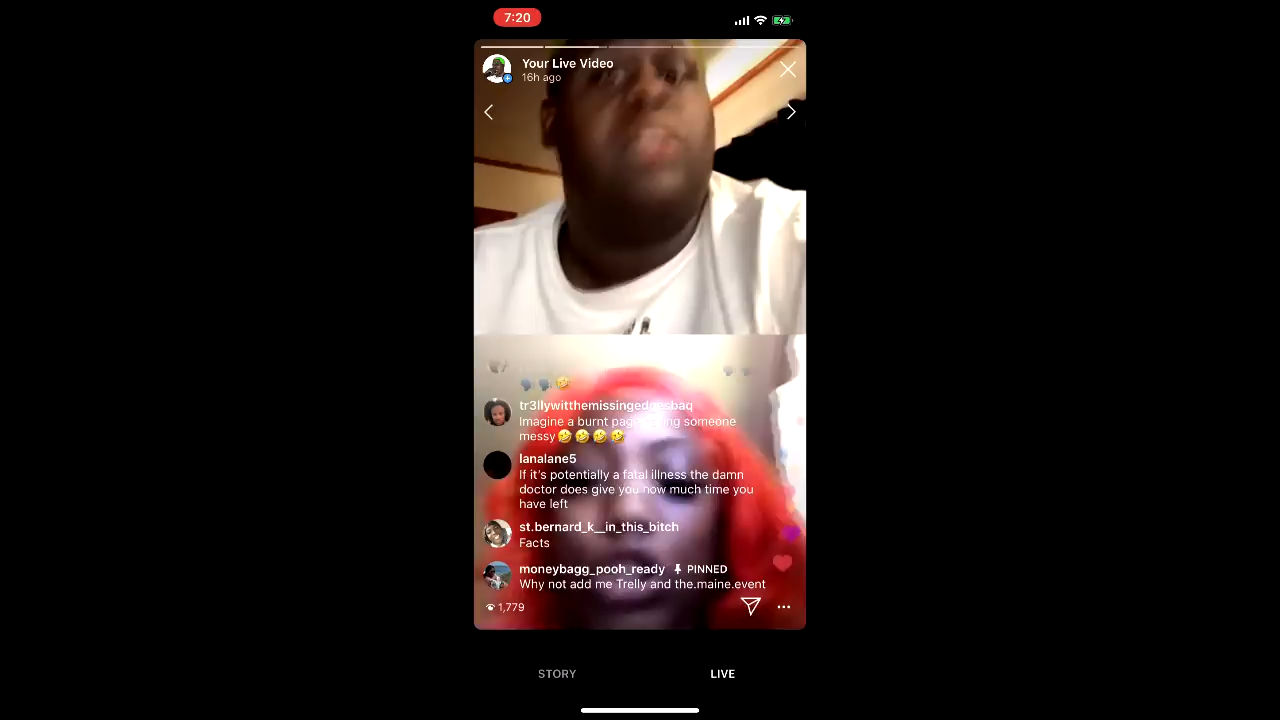 7:20
Your Live Video
16h ago
tr3llywitthemissingedgesbaq
Imagine a burnt page being someone
messy🤣🤣🤣🤣
lanalane5
If it's potentially a fatal illness the damn
doctor does give you how much time you
have left
st.bernard_k__in_this_bitch
Facts
moneybagg_pooh_ready PINNED
Why not add me Trelly and the.maine.event
1,779
STORY
LIVE